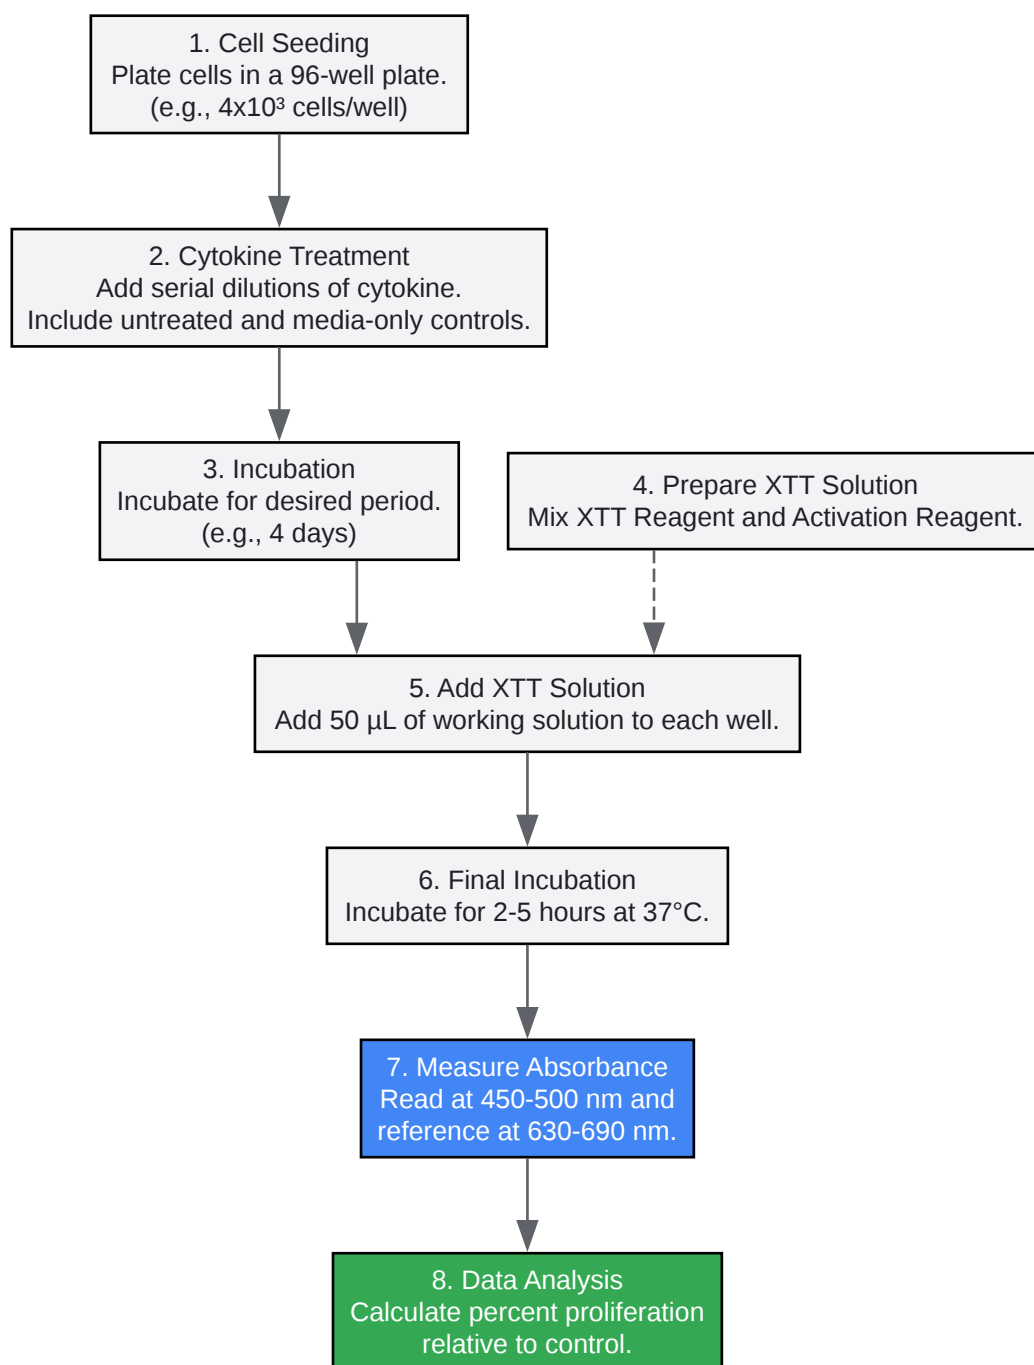 1. Cell Seeding
Plate cells in a 96-well plate.
(e.g., 4x10³ cells/well)
2. Cytokine Treatment
Add serial dilutions of cytokine.
Include untreated and media-only controls.
3. Incubation
Incubate for desired period.
(e.g., 4 days)
4. Prepare XTT Solution
Mix XTT Reagent and Activation Reagent.
5. Add XTT Solution
Add 50 µL of working solution to each well.
6. Final Incubation
Incubate for 2-5 hours at 37°C.
7. Measure Absorbance
Read at 450-500 nm and
reference at 630-690 nm.
8. Data Analysis
Calculate percent proliferation
relative to control.